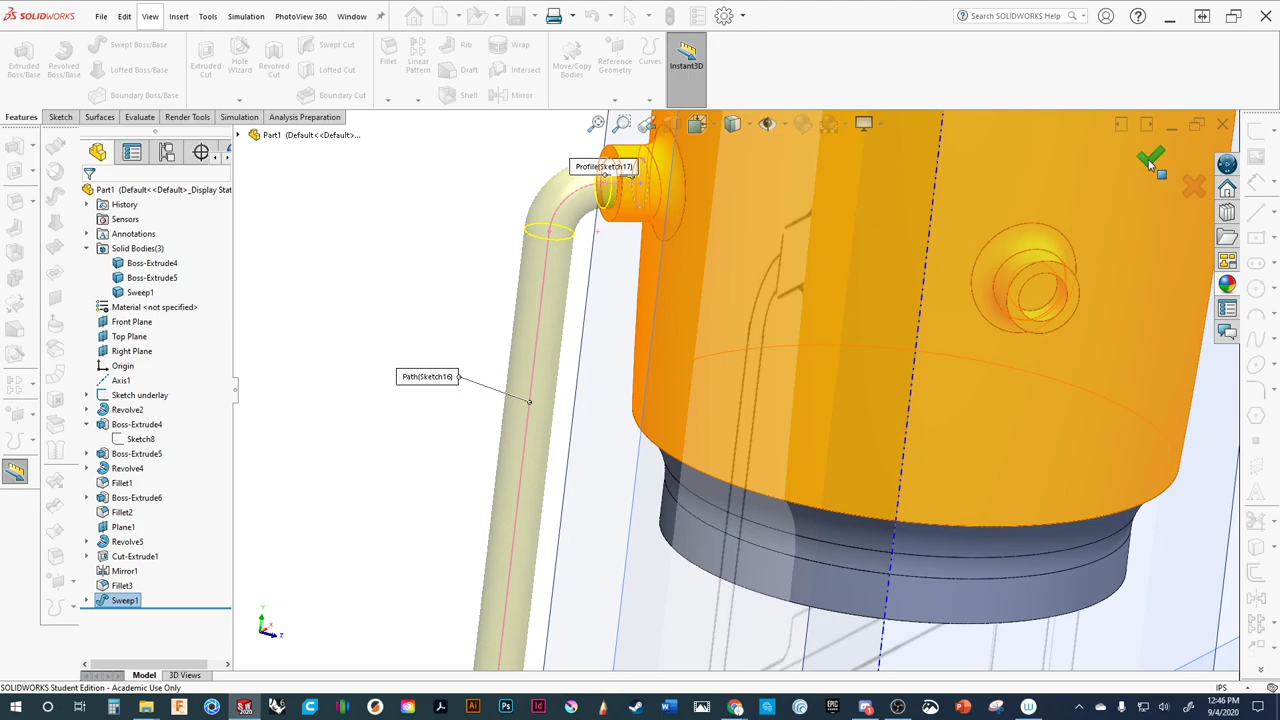 SOLIDWORKS
File
Edit
View
Insert
Tools
Simulation
PhotoView 360
Window
Search SOLIDWORKS Help
Extruded Boss/Base
Revolved Boss/Base
Swept Boss/Base
Lofted Boss/Base
Boundary Boss/Base
Extruded Cut
Hole Wizard
Revolved Cut
Swept Cut
Lofted Cut
Boundary Cut
Fillet
Linear Pattern
Rib
Draft
Shell
Wrap
Intersect
Mirror
Move/Copy Bodies
Reference Geometry
Curves
Instant3D
Features
Sketch
Surfaces
Evaluate
Render Tools
Simulation
Analysis Preparation
Part1 (Default<<Default>...
Part1 (Default<<Default>_Display Stat
History
Sensors
Annotations
Solid Bodies(3)
Boss-Extrude4
Boss-Extrude5
Sweep1
Material <not specified>
Front Plane
Top Plane
Right Plane
Origin
Axis1
Sketch underlay
Revolve2
Boss-Extrude4
Sketch8
Boss-Extrude5
Revolve4
Fillet1
Boss-Extrude6
Fillet2
Plane1
Revolve5
Cut-Extrude1
Mirror1
Fillet3
Sweep1
Profile(Sketch17)
Path(Sketch16)
Y
X
Z
Model
3D Views
SOLIDWORKS Student Edition - Academic Use Only
IPS
12:46 PM
9/4/2020